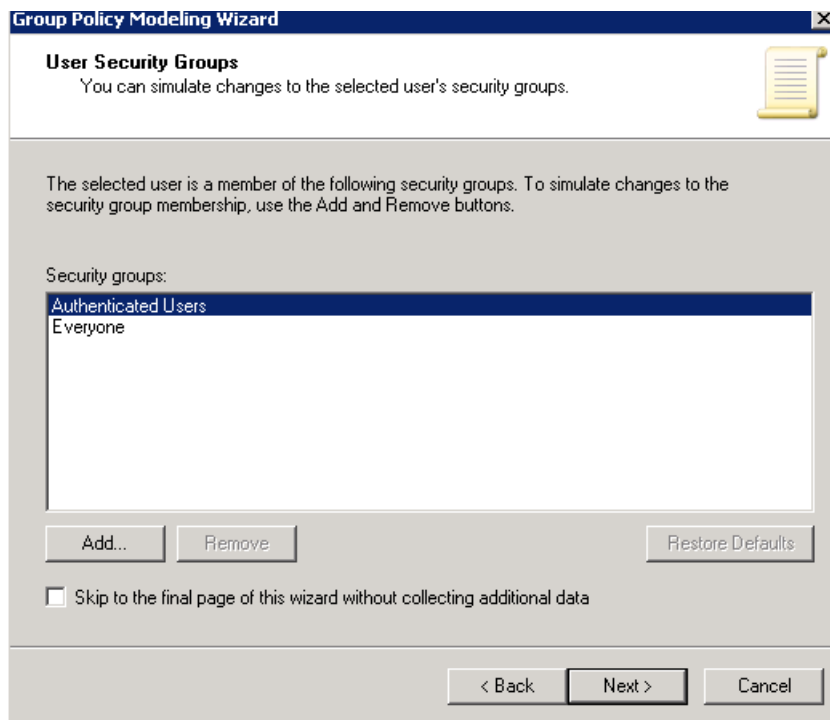 Group Policy Modeling Wizard
User Security Groups
You can simulate changes to the selected user's security groups.
The selected user is a member of the following security groups. To simulate changes to the
security group membership, use the Add and Remove buttons.
Security groups:
Authenticated Users
Everyone
Add... Remove Restore Defaults
Skip to the final page of this wizard without collecting additional data
< Back Next > Cancel